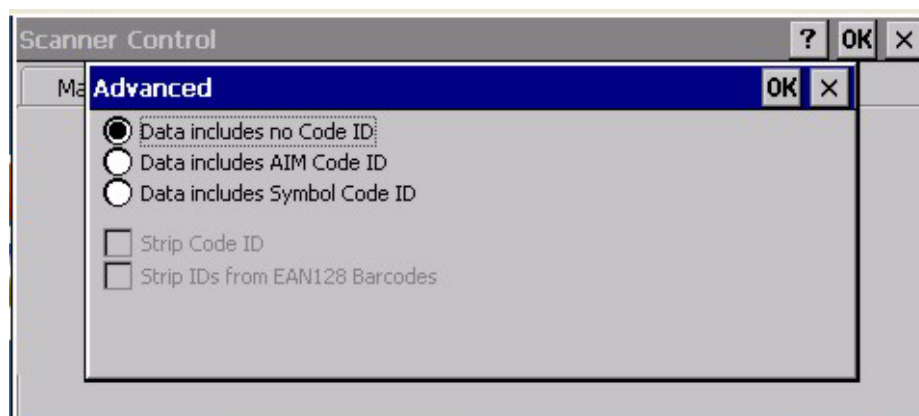 Scanner Control ? OK ×
Ma
Advanced OK ×
Data includes no Code ID
Data includes AIM Code ID
Data includes Symbol Code ID
Strip Code ID
Strip IDs from EAN128 Barcodes